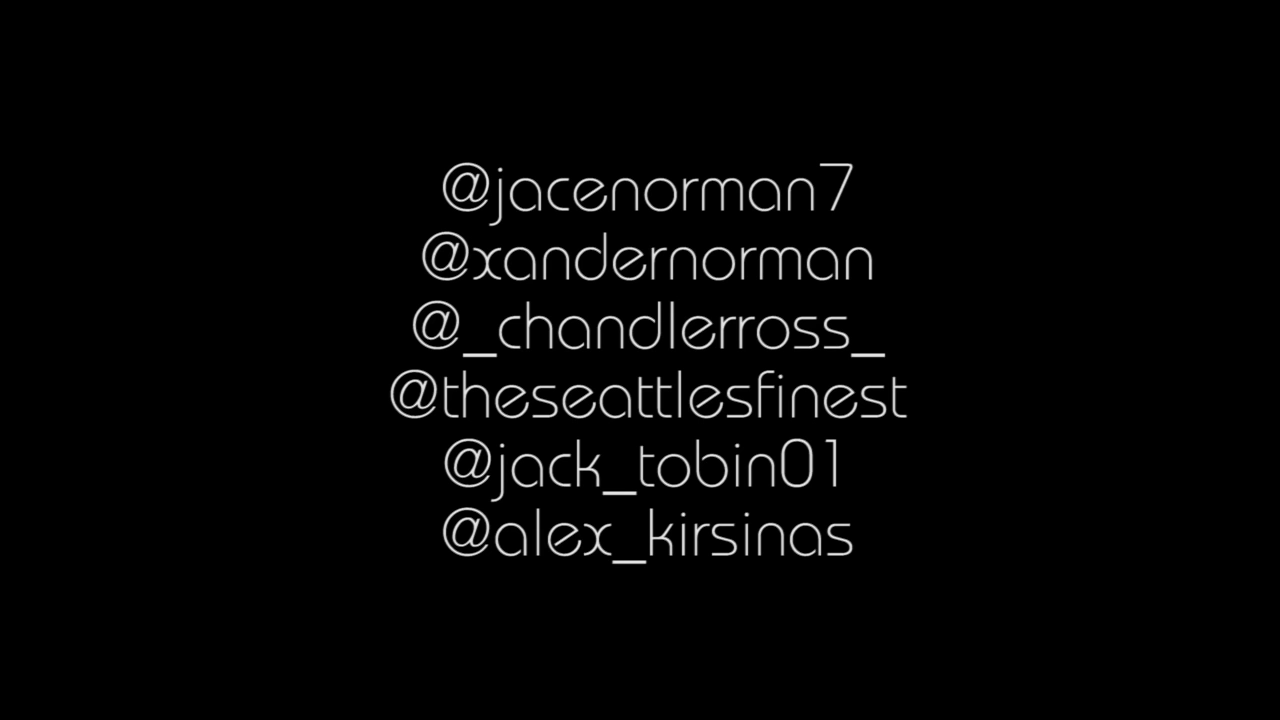 @jacenorman7
@xandernorman
@_chandlerross_
@theseattlesfinest
@jack_tobin01
@alex_kirsinas